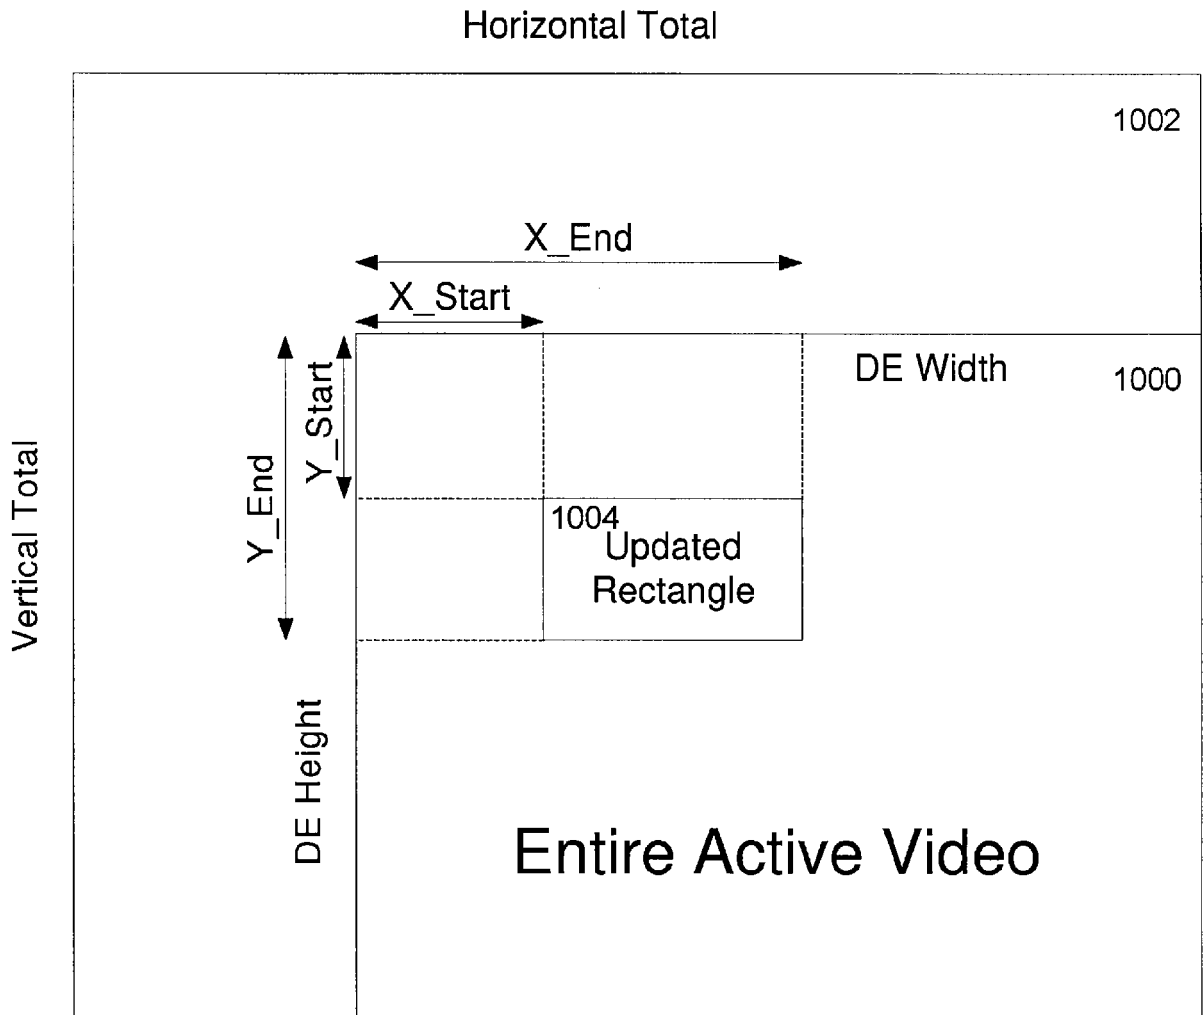 Horizontal Total
1002
X_End
X_Start
DE Width
1000
Y_Start
Y_End
Vertical Total
1004
Updated
Rectangle
DE Height
Entire Active Video